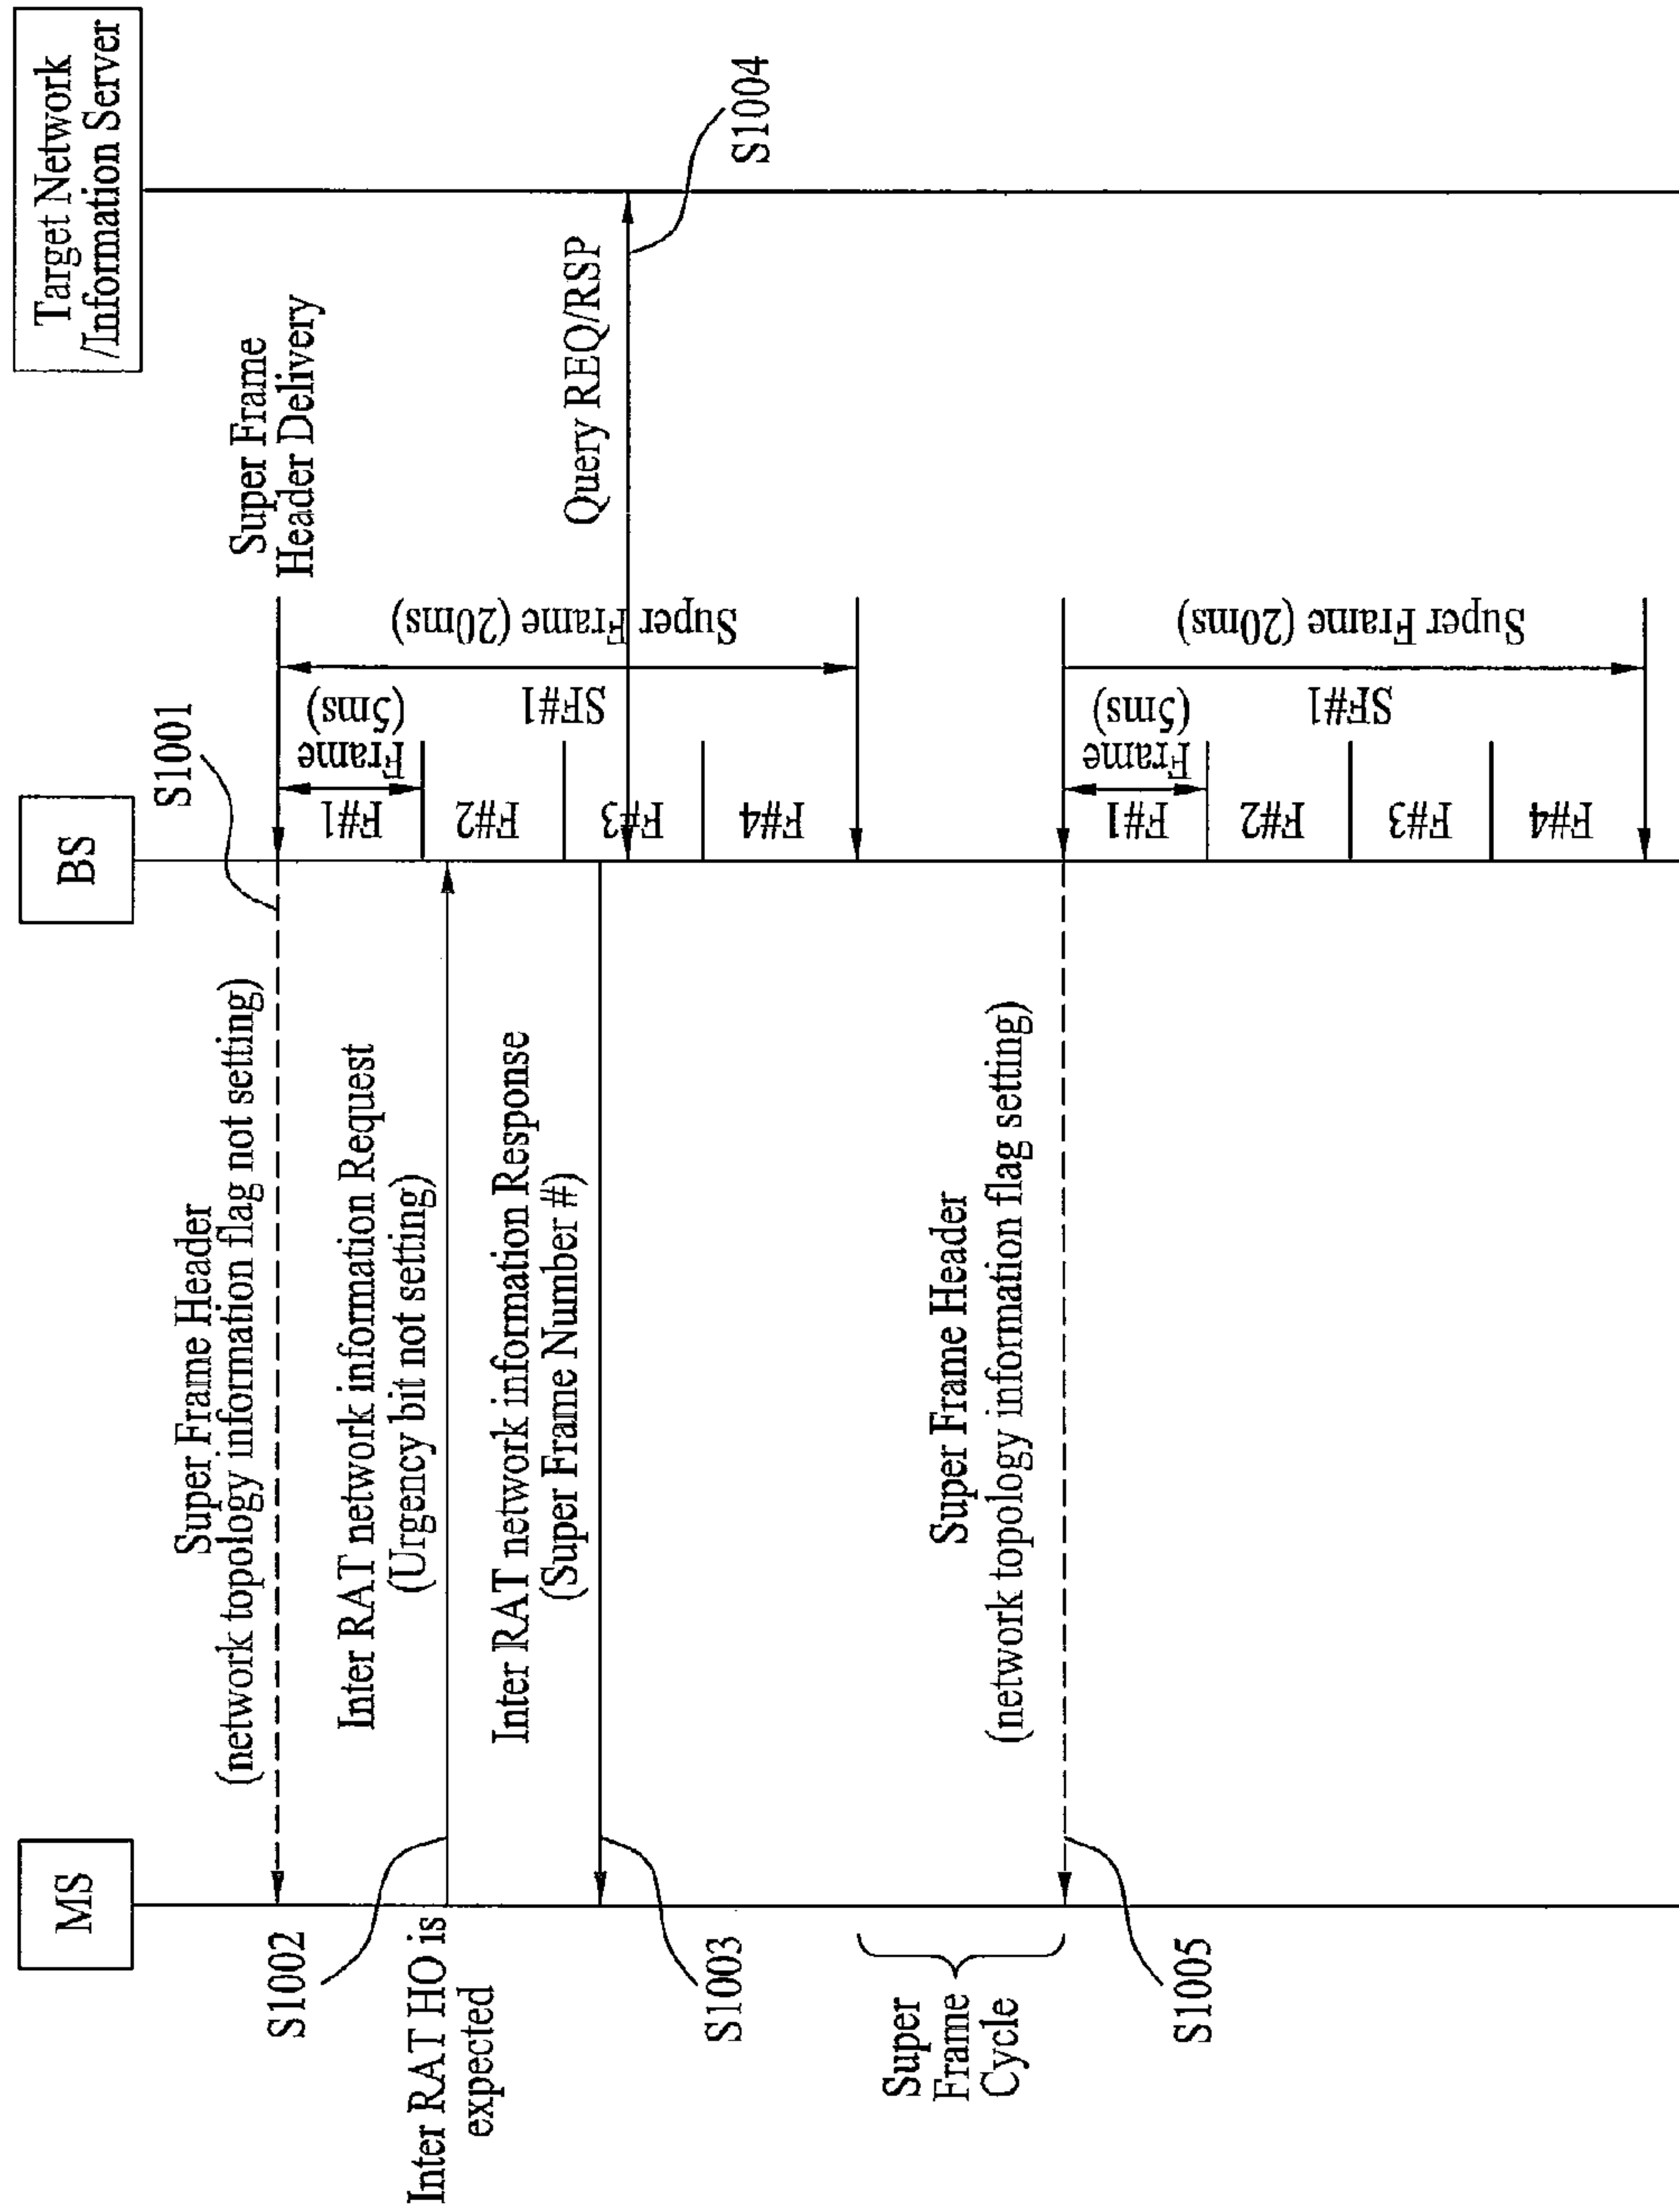 MS
BS
Target Network
/Information Server
S1001
Super Frame
Header Delivery
Super Frame Header
(network topology information flag not setting)
S1002
Inter RAT HO is
expected
Inter RAT network information Request
(Urgency bit not setting)
Inter RAT network information Response
(Super Frame Number #)
S1003
Query REQ/RSP
S1004
F#1
F#2
F#3
F#4
Frame
(5ms)
SF#1
Super Frame (20ms)
Super
Frame
Cycle
Super Frame Header
(network topology information flag setting)
S1005
F#1
F#2
F#3
F#4
Frame
(5ms)
SF#1
Super Frame (20ms)